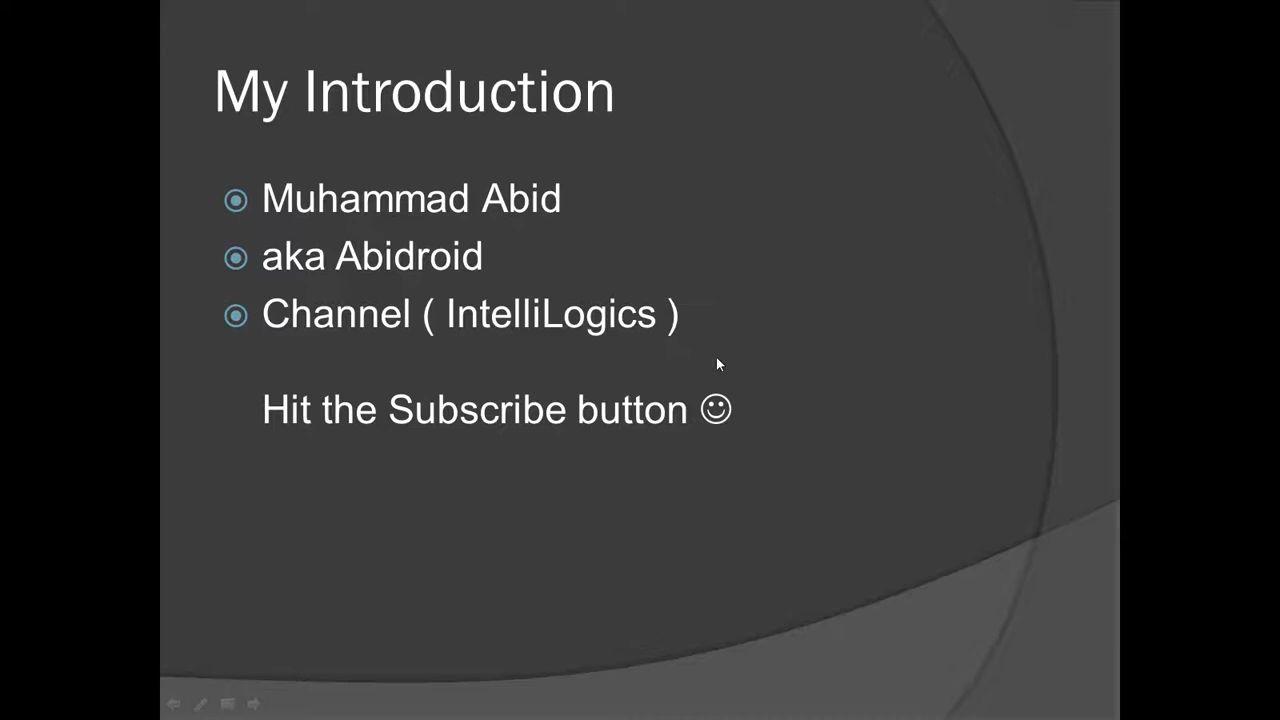 My Introduction
Muhammad Abid
aka Abidroid
Channel ( IntelliLogics )
Hit the Subscribe button ☺